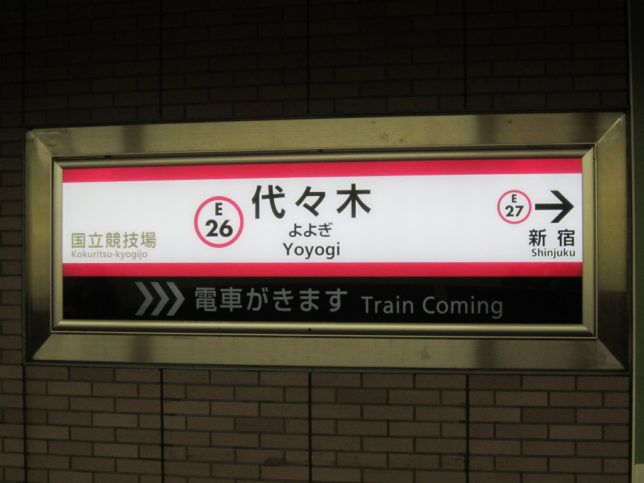 E
26
代々木
よよぎ
Yoyogi
国立競技場
Kokuritsu-kyogijo
E
27
新宿
Shinjuku
電車がきます Train Coming